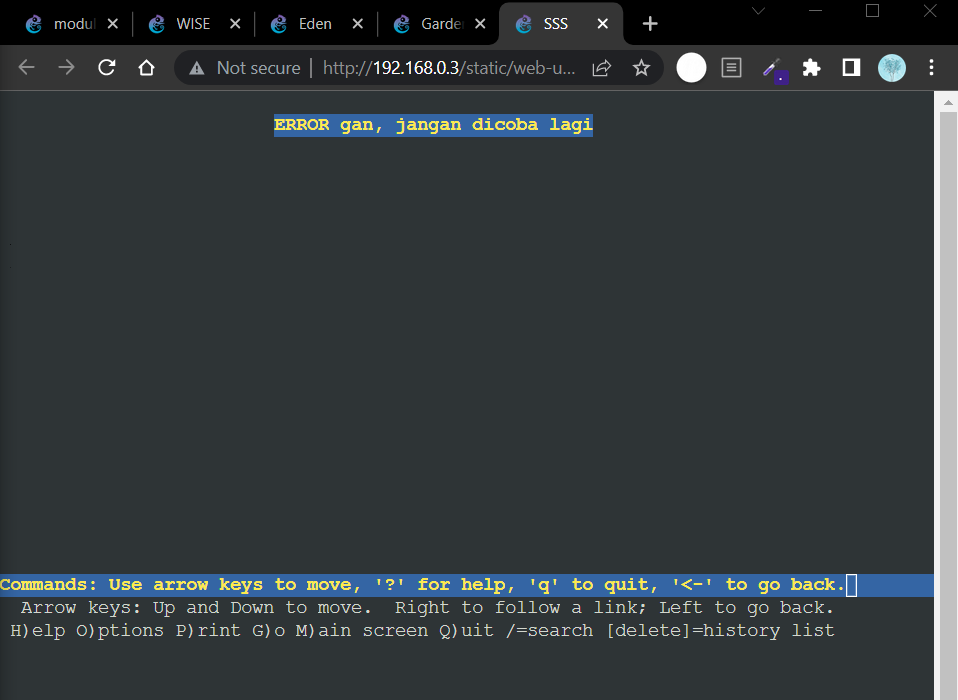 modul WISE Eden Garde SSS
Not secure | http://192.168.0.3/static/web-u...
ERROR gan, jangan dicoba lagi
Commands: Use arrow keys to move, '?' for help, 'q' to quit, '<-' to go back.
Arrow keys: Up and Down to move. Right to follow a link; Left to go back.
H)elp O)ptions P)rint G)o M)ain screen Q)uit /=search [delete]=history list